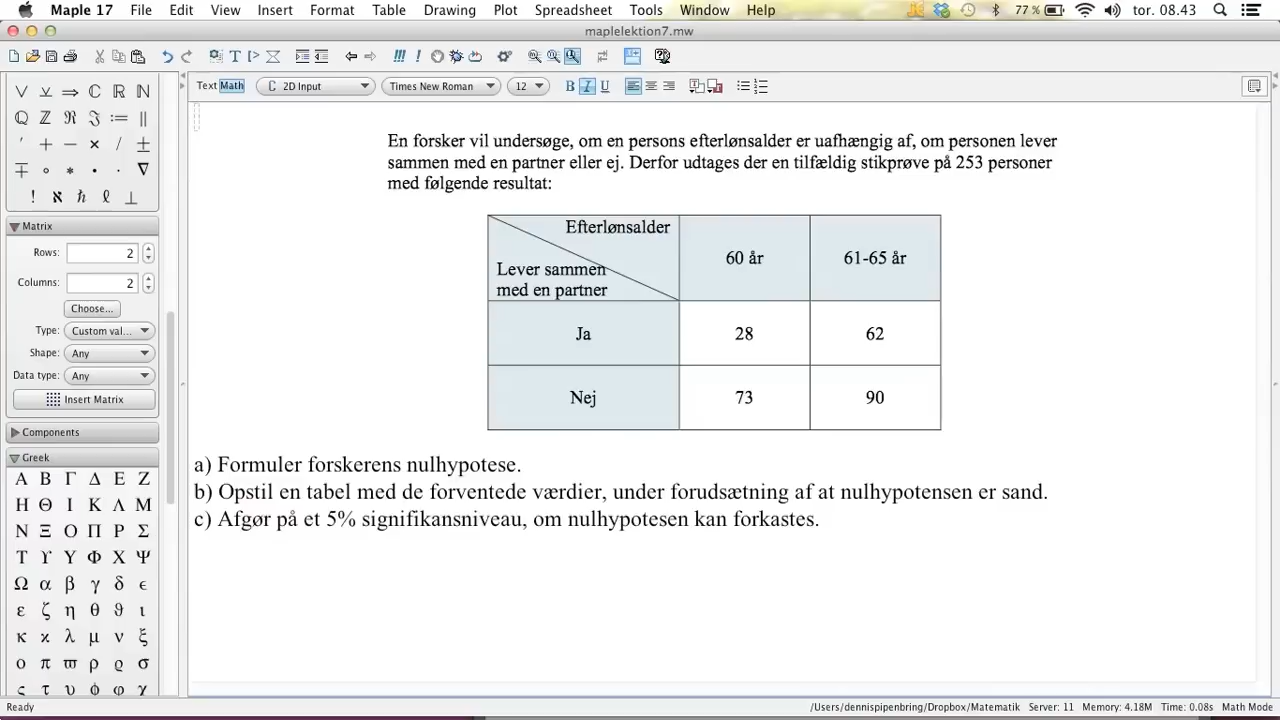 Maple 17 File Edit View Insert Format Table Drawing Plot Spreadsheet Tools Window Help 77 % tor. 08.43
maplelektion7.mw
Text Math C 2D Input Times New Roman 12 B I U
∨ ⊻ ⇒ ℂ ℝ ℕ
ℚ ℤ ℜ ℑ := ||
′ + − × / ±
∓ ∘ * · . ∇
! ℵ ℏ ℓ ⊥
Matrix
Rows: 2
Columns: 2
Choose...
Type: Custom val...
Shape: Any
Data type: Any
Insert Matrix
Components
Greek
Α Β Γ Δ Ε Ζ
Η Θ Ι Κ Λ Μ
Ν Ξ Ο Π Ρ Σ
Τ ϒ Υ Φ Χ Ψ
Ω α β γ δ ϵ
ε ζ η θ ϑ ι
κ ϰ λ μ ν ξ
ο π ϖ ρ ϱ σ
ς τ υ ϕ φ χ
En forsker vil undersøge, om en persons efterlønsalder er uafhængig af, om personen lever
sammen med en partner eller ej. Derfor udtages der en tilfældig stikprøve på 253 personer
med følgende resultat:
Efterlønsalder
Lever sammen
med en partner
60 år 61-65 år
Ja 28 62
Nej 73 90
a) Formuler forskerens nulhypotese.
b) Opstil en tabel med de forventede værdier, under forudsætning af at nulhypotensen er sand.
c) Afgør på et 5% signifikansniveau, om nulhypotesen kan forkastes.
Ready /Users/dennispipenbring/Dropbox/Matematik Server: 11 Memory: 4.18M Time: 0.08s Math Mode